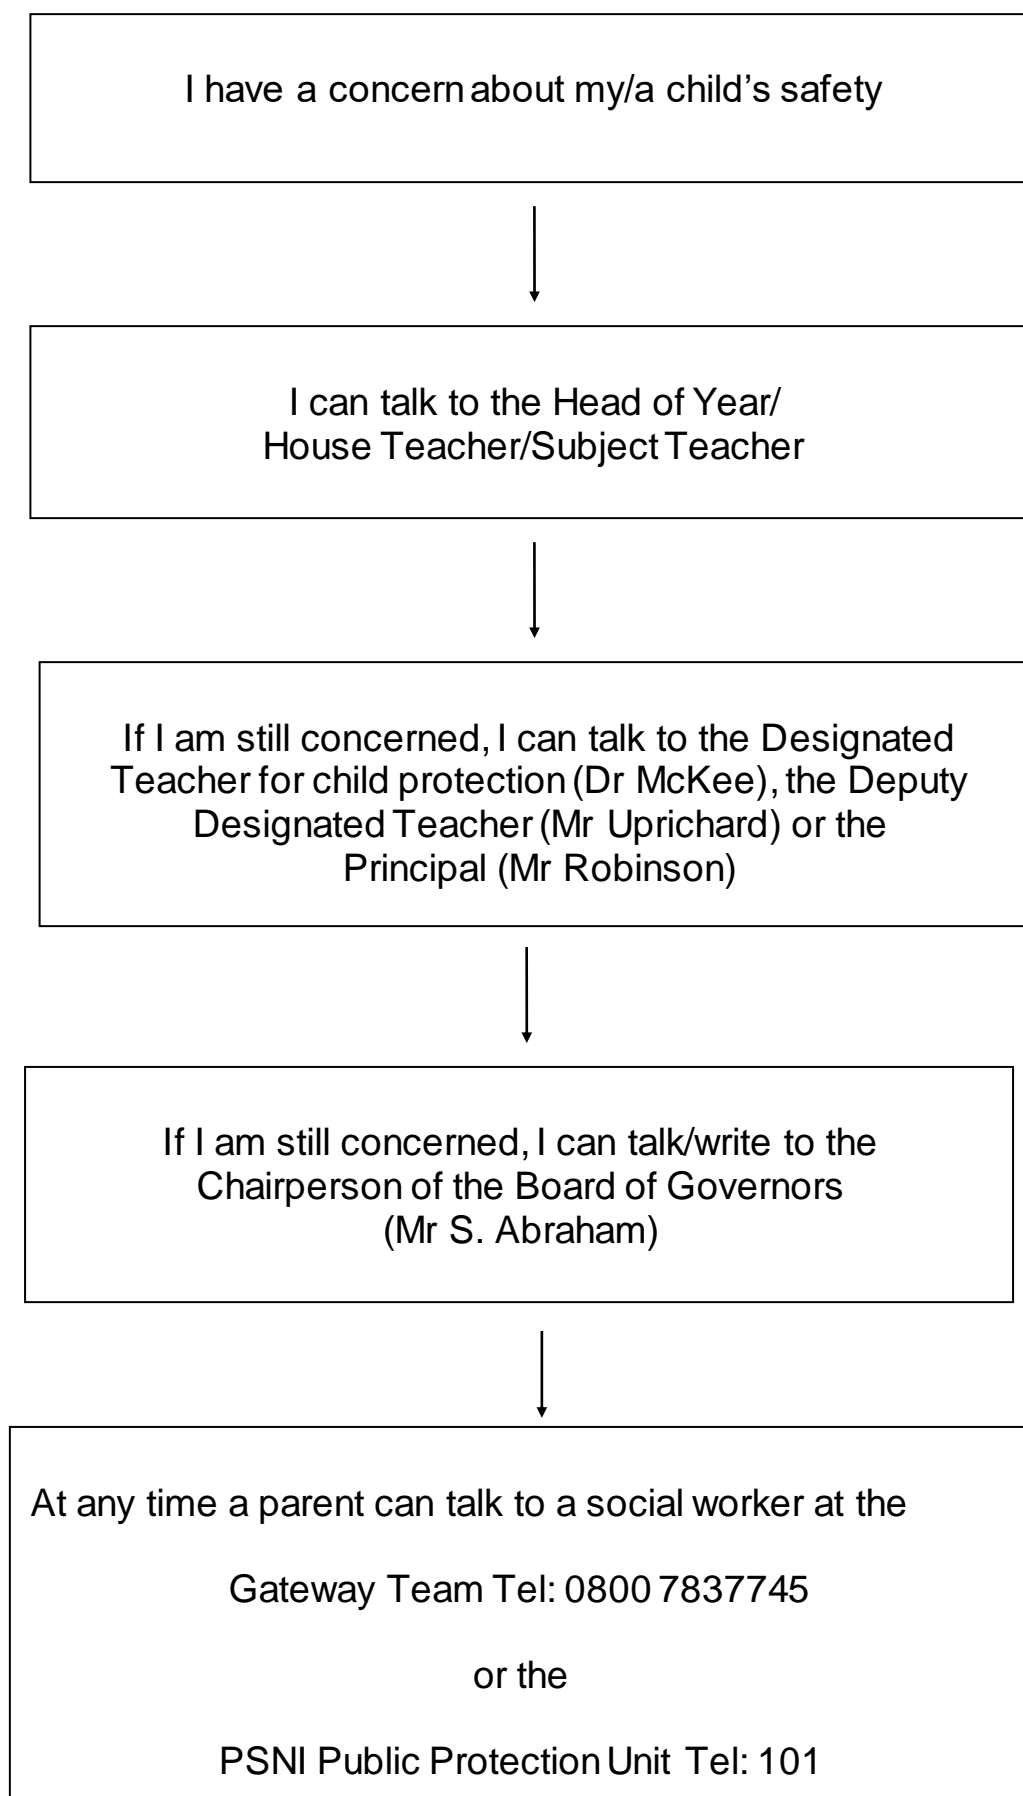 I have a concern about my/a child’s safety
I can talk to the Head of Year/
House Teacher/Subject Teacher
If I am still concerned, I can talk to the Designated
Teacher for child protection (Dr McKee), the Deputy
Designated Teacher (Mr Uprichard) or the
Principal (Mr Robinson)
If I am still concerned, I can talk/write to the
Chairperson of the Board of Governors
(Mr S. Abraham)
At any time a parent can talk to a social worker at the
Gateway Team Tel: 0800 7837745
or the
PSNI Public Protection Unit Tel: 101